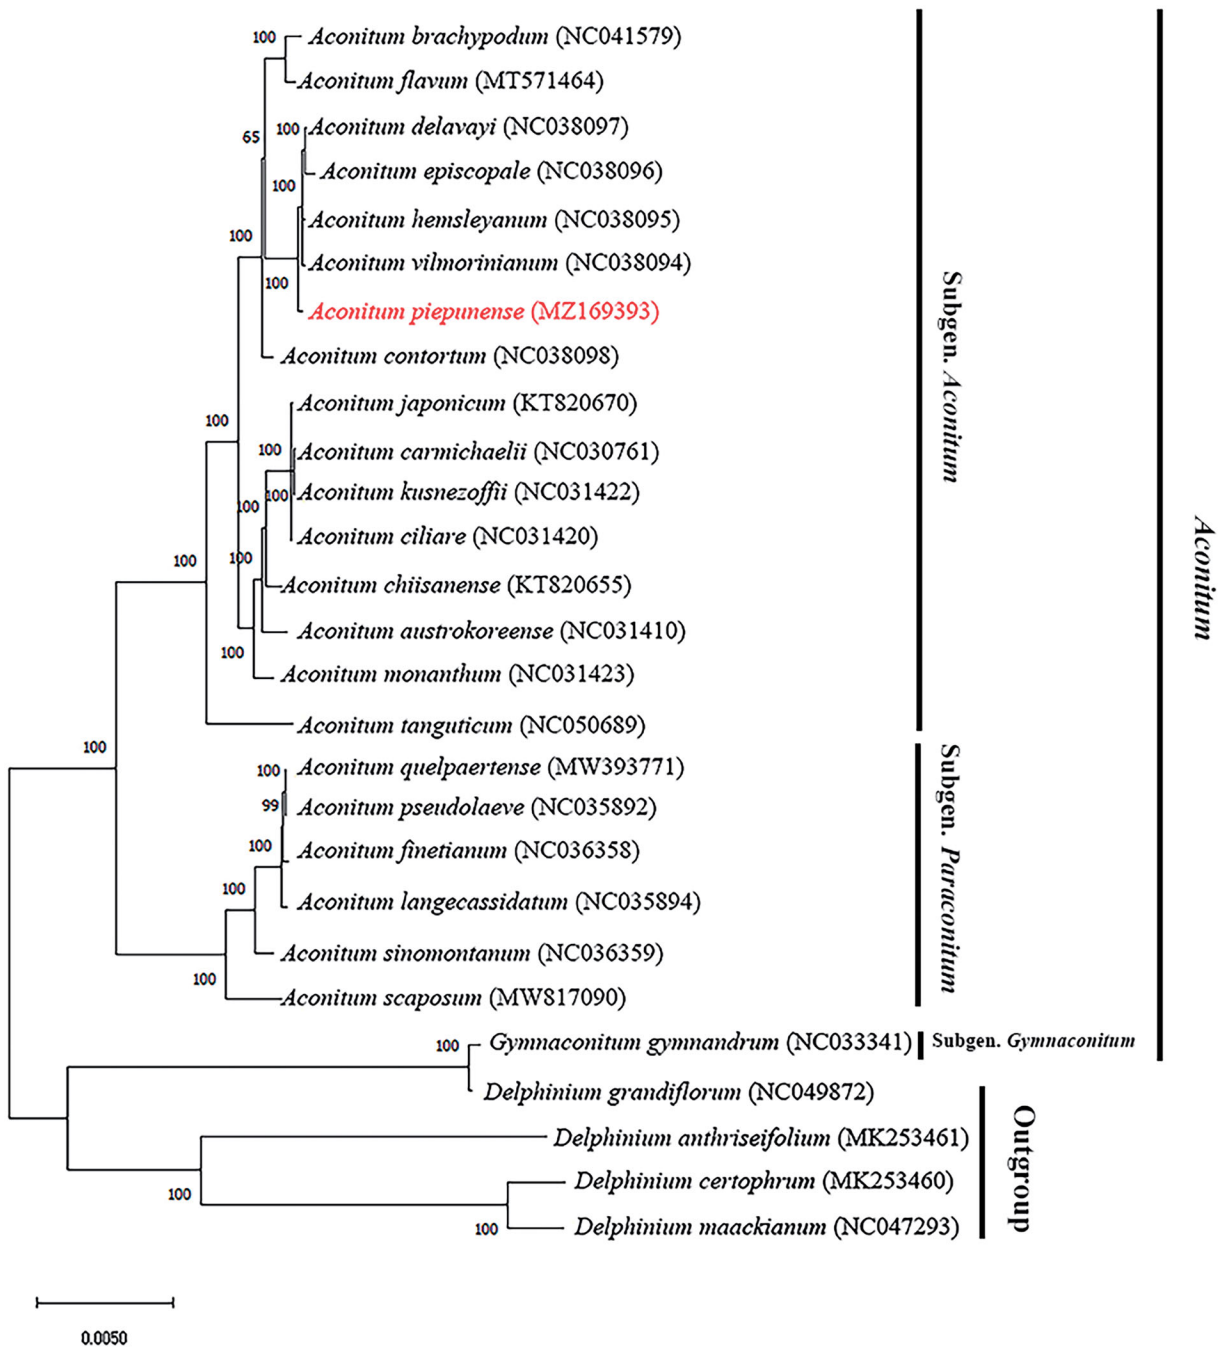 Aconitum brachypodum (NC041579)
Aconitum flavum (MT571464)
Aconitum delavayi (NC038097)
Aconitum episcopale (NC038096)
Aconitum hemsleyanum (NC038095)
Aconitum vilmorinianum (NC038094)
Aconitum piepunense (MZ169393)
Aconitum contortum (NC038098)
Aconitum japonicum (KT820670)
Aconitum carmichaelii (NC030761)
Aconitum kusnezoffii (NC031422)
Aconitum ciliare (NC031420)
Aconitum chiisanense (KT820655)
Aconitum austrokoreense (NC031410)
Aconitum monanthum (NC031423)
Aconitum tanguticum (NC050689)
Aconitum quelpaertense (MW393771)
Aconitum pseudolaeve (NC035892)
Aconitum finetianum (NC036358)
Aconitum langecassidatum (NC035894)
Aconitum sinomontanum (NC036359)
Aconitum scaposum (MW817090)
Gymnaconitum gymnandrum (NC033341)
Delphinium grandiflorum (NC049872)
Delphinium anthriseifolium (MK253461)
Delphinium certophrum (MK253460)
Delphinium maackianum (NC047293)
100
100
65
100
100
100
100
100
100
100
100
100
100
100
100
100
99
100
100
100
100
100
100
Subgen. Aconitum
Subgen. Paraconitum
Subgen. Gymnaconitum
Aconitum
Outgroup
0.0050